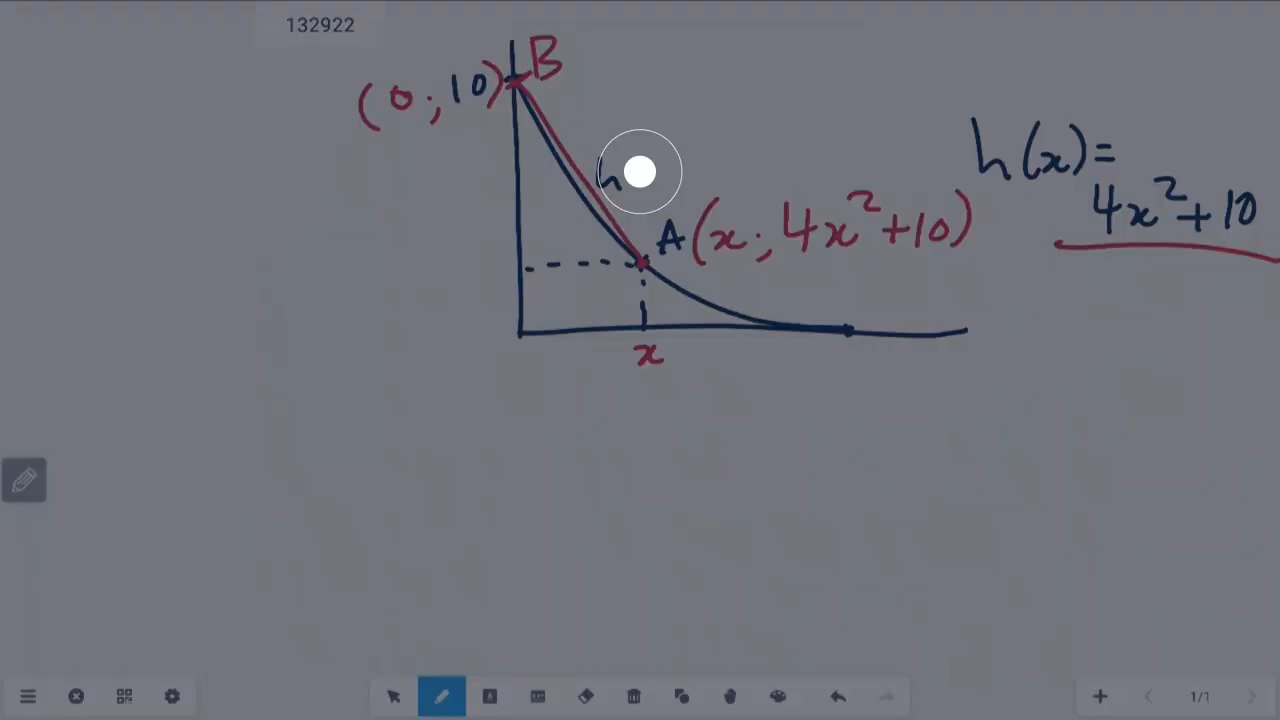 132922
B
(0;10)
h
h(x)=
4x²+10
A(x; 4x²+10)
x
1/1